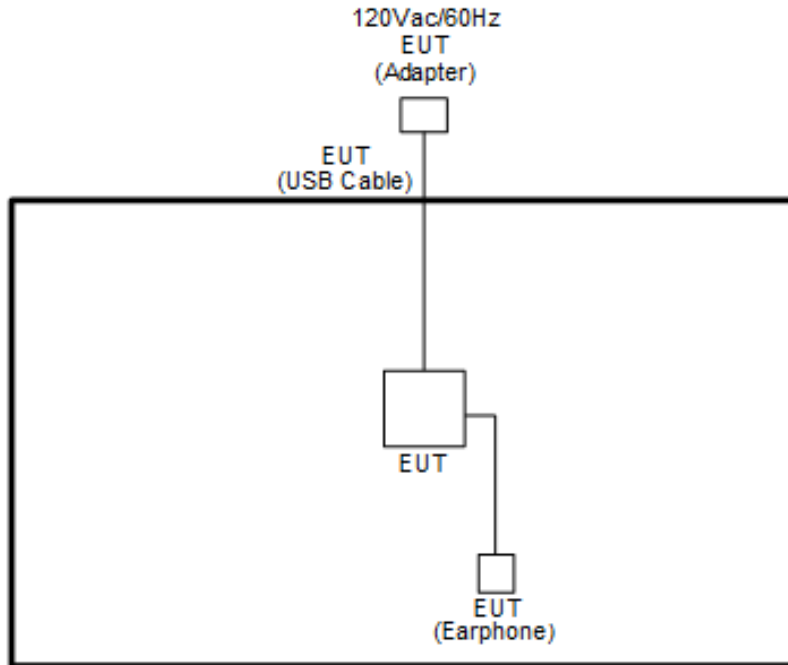 120Vac/60Hz
EUT
(Adapter)
EUT
(USB Cable)
EUT
EUT
(Earphone)